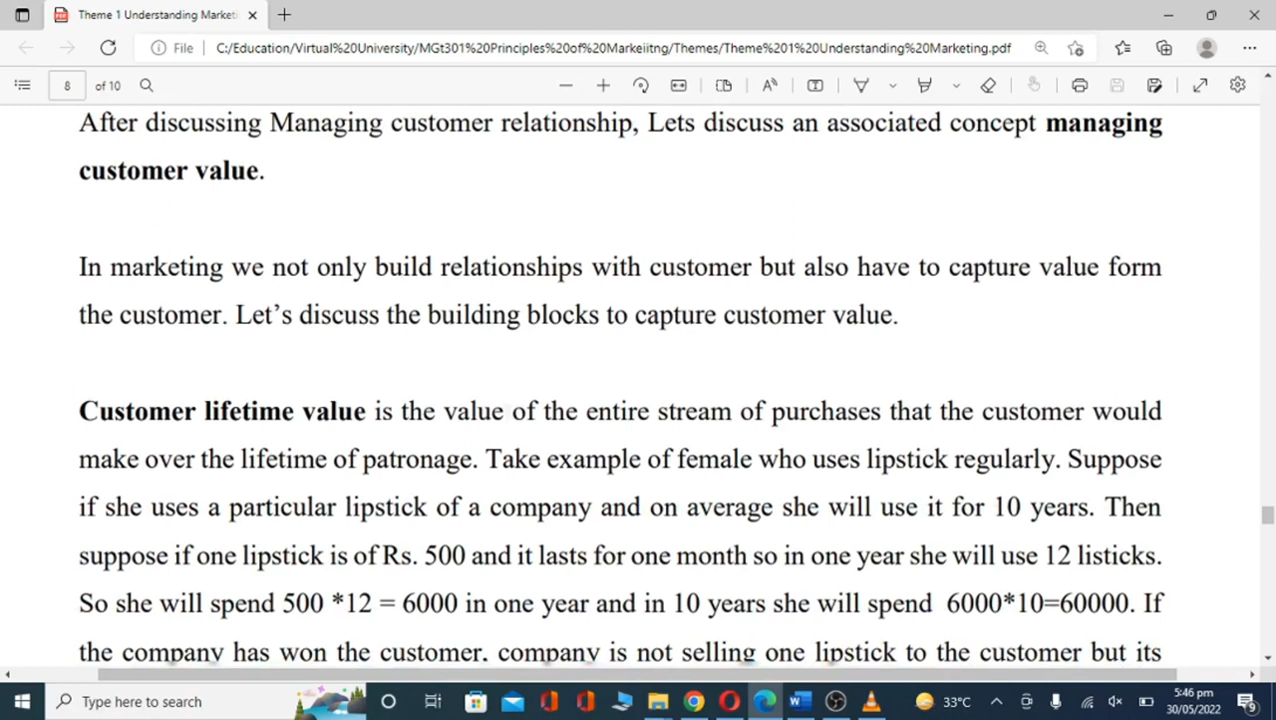 Theme 1 Understanding Marketi
File C:/Education/Virtual%20University/MGt301%20Principles%20of%20Markeiitng/Themes/Theme%201%20Understanding%20Marketing.pdf
8 of 10
After discussing Managing customer relationship, Lets discuss an associated concept managing
customer value.
In marketing we not only build relationships with customer but also have to capture value form
the customer. Let’s discuss the building blocks to capture customer value.
Customer lifetime value is the value of the entire stream of purchases that the customer would
make over the lifetime of patronage. Take example of female who uses lipstick regularly. Suppose
if she uses a particular lipstick of a company and on average she will use it for 10 years. Then
suppose if one lipstick is of Rs. 500 and it lasts for one month so in one year she will use 12 listicks.
So she will spend 500 *12 = 6000 in one year and in 10 years she will spend 6000*10=60000. If
the company has won the customer. company is not selling one lipstick to the customer but its
Type here to search
33°C
5:46 pm
30/05/2022
9